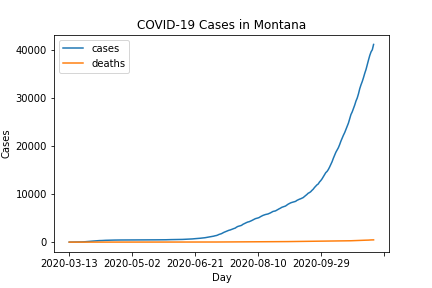 COVID-19 Cases in Montana
cases
deaths
Cases
40000
30000
20000
10000
0
2020-03-13 2020-05-02 2020-06-21 2020-08-10 2020-09-29
Day